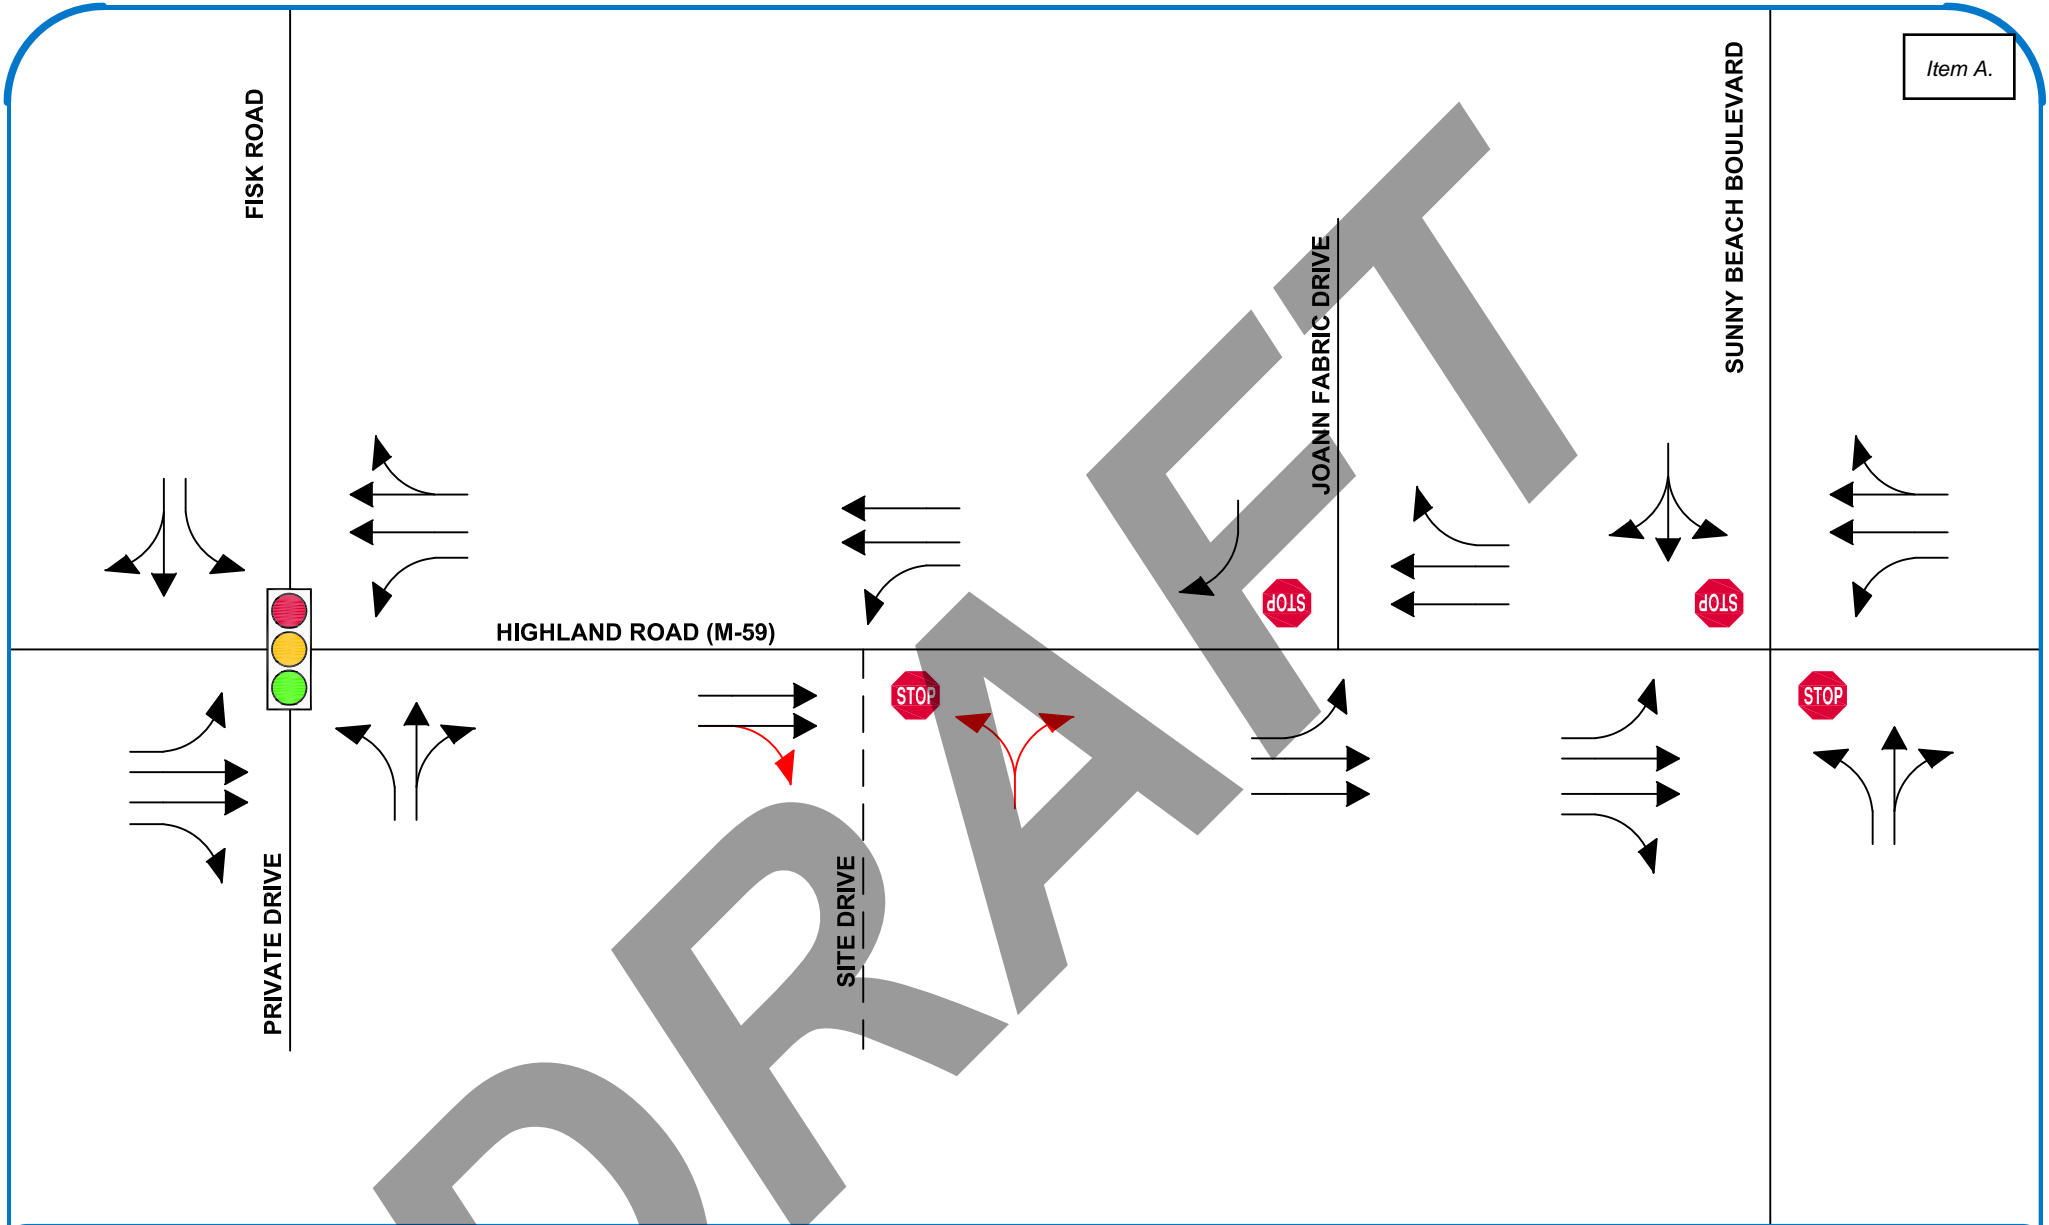 Item A.
FISK ROAD
SUNNY BEACH BOULEVARD
JOANN FABRIC DRIVE
STOP
STOP
HIGHLAND ROAD (M-59)
STOP
STOP
PRIVATE DRIVE
SITE DRIVE
DRAFT